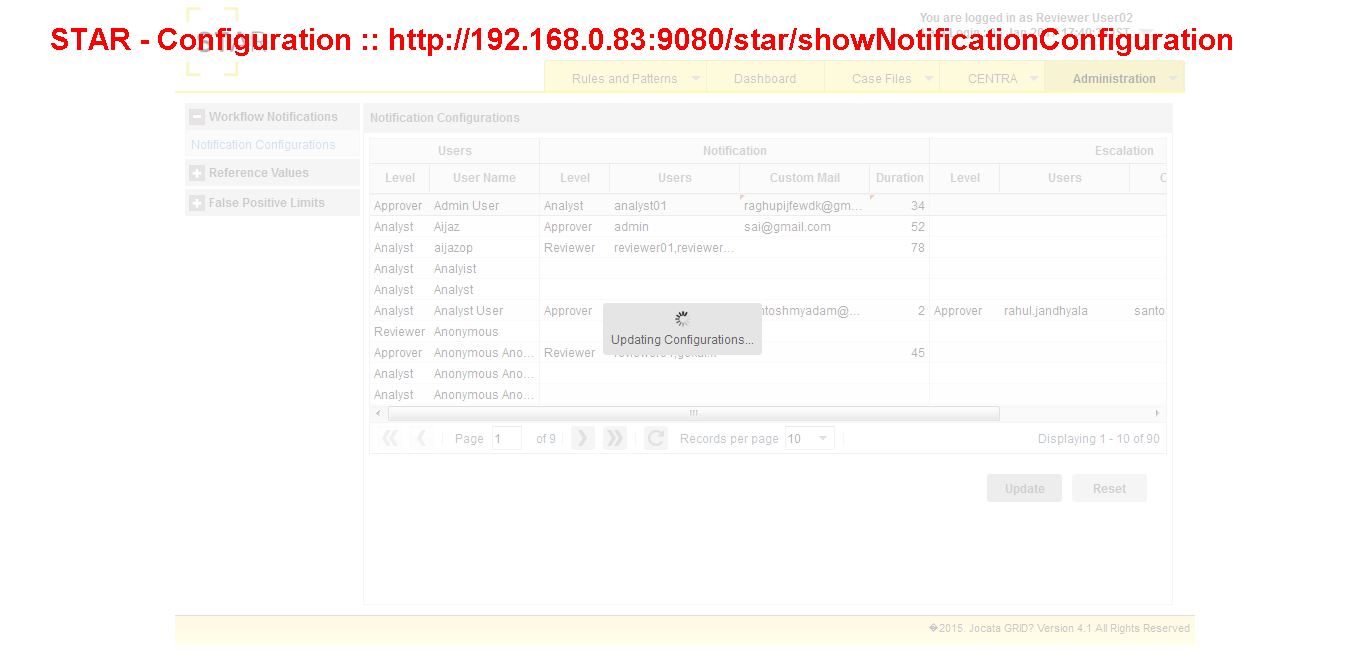 You are logged in as Reviewer User02
STAR - Configuration :: http://192.168.0.83:9080/star/showNotificationConfiguration
STAR
Rules and Patterns Dashboard Case Files CENTRA Administration
Workflow Notifications
Notification Configurations
Reference Values
False Positive Limits
Notification Configurations
Users Notification Escalation
Level User Name Level Users Custom Mail Duration Level Users C
Approver Admin User Analyst analyst01 raghupijfewdk@gm... 34
Analyst Aijaz Approver admin sai@gmail.com 52
Analyst aijazop Reviewer reviewer01,reviewer... 78
Analyst Analyist
Analyst Analyst
Analyst Analyst User Approver ntoshmyadam@... 2 Approver rahul.jandhyala santo
Reviewer Anonymous
Approver Anonymous Ano... Reviewer 45
Analyst Anonymous Ano...
Analyst Anonymous Ano...
Updating Configurations...
Page 1 of 9 Records per page 10 Displaying 1 - 10 of 90
Update Reset
�2015. Jocata GRID? Version 4.1 All Rights Reserved